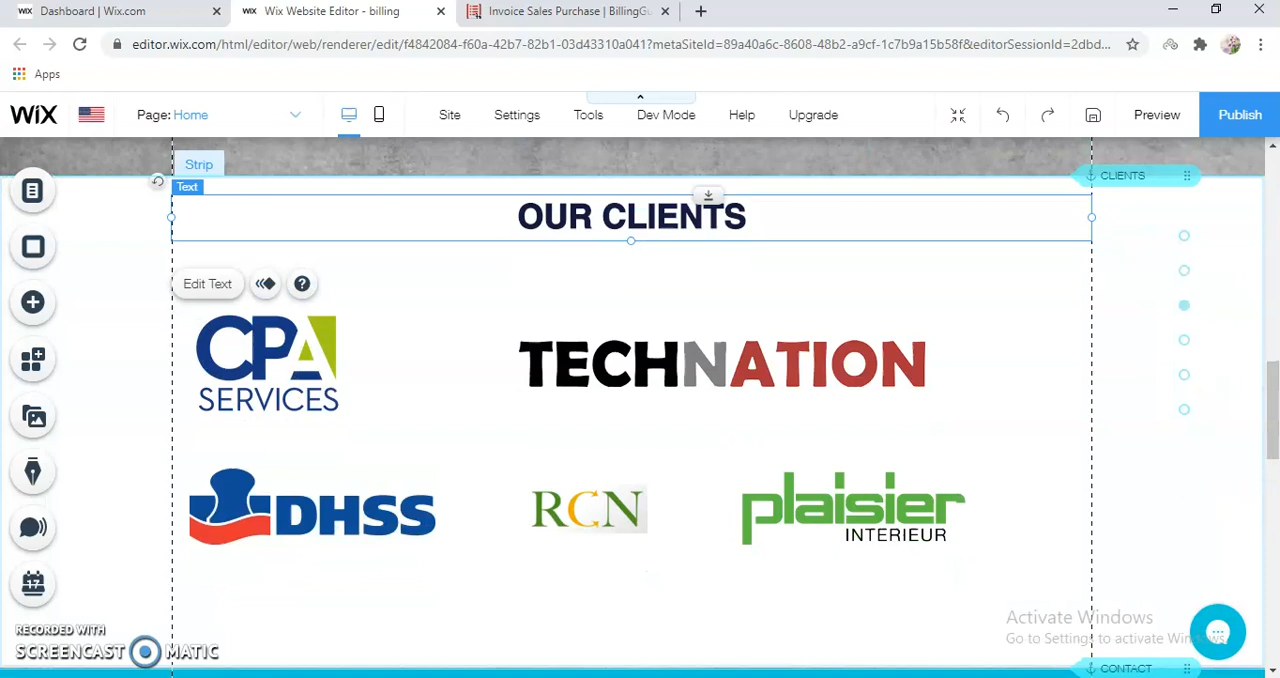 WIX Dashboard | Wix.com
WIX Wix Website Editor - billing
Invoice Sales Purchase | BillingGu
editor.wix.com/html/editor/web/renderer/edit/f4842084-f60a-42b7-82b1-03d43310a041?metaSiteId=89a40a6c-8608-48b2-a9cf-1c7b9a15b58f&editorSessionId=2dbd...
Apps
WIX
Page: Home
Site
Settings
Tools
Dev Mode
Help
Upgrade
Preview
Publish
Strip
CLIENTS
Text
OUR CLIENTS
Edit Text
CPA
SERVICES
TECHNATION
DHSS
RCN
plaisier
INTERIEUR
17
Activate Windows
Go to Settings to activate Windows.
RECORDED WITH
SCREENCAST MATIC
CONTACT